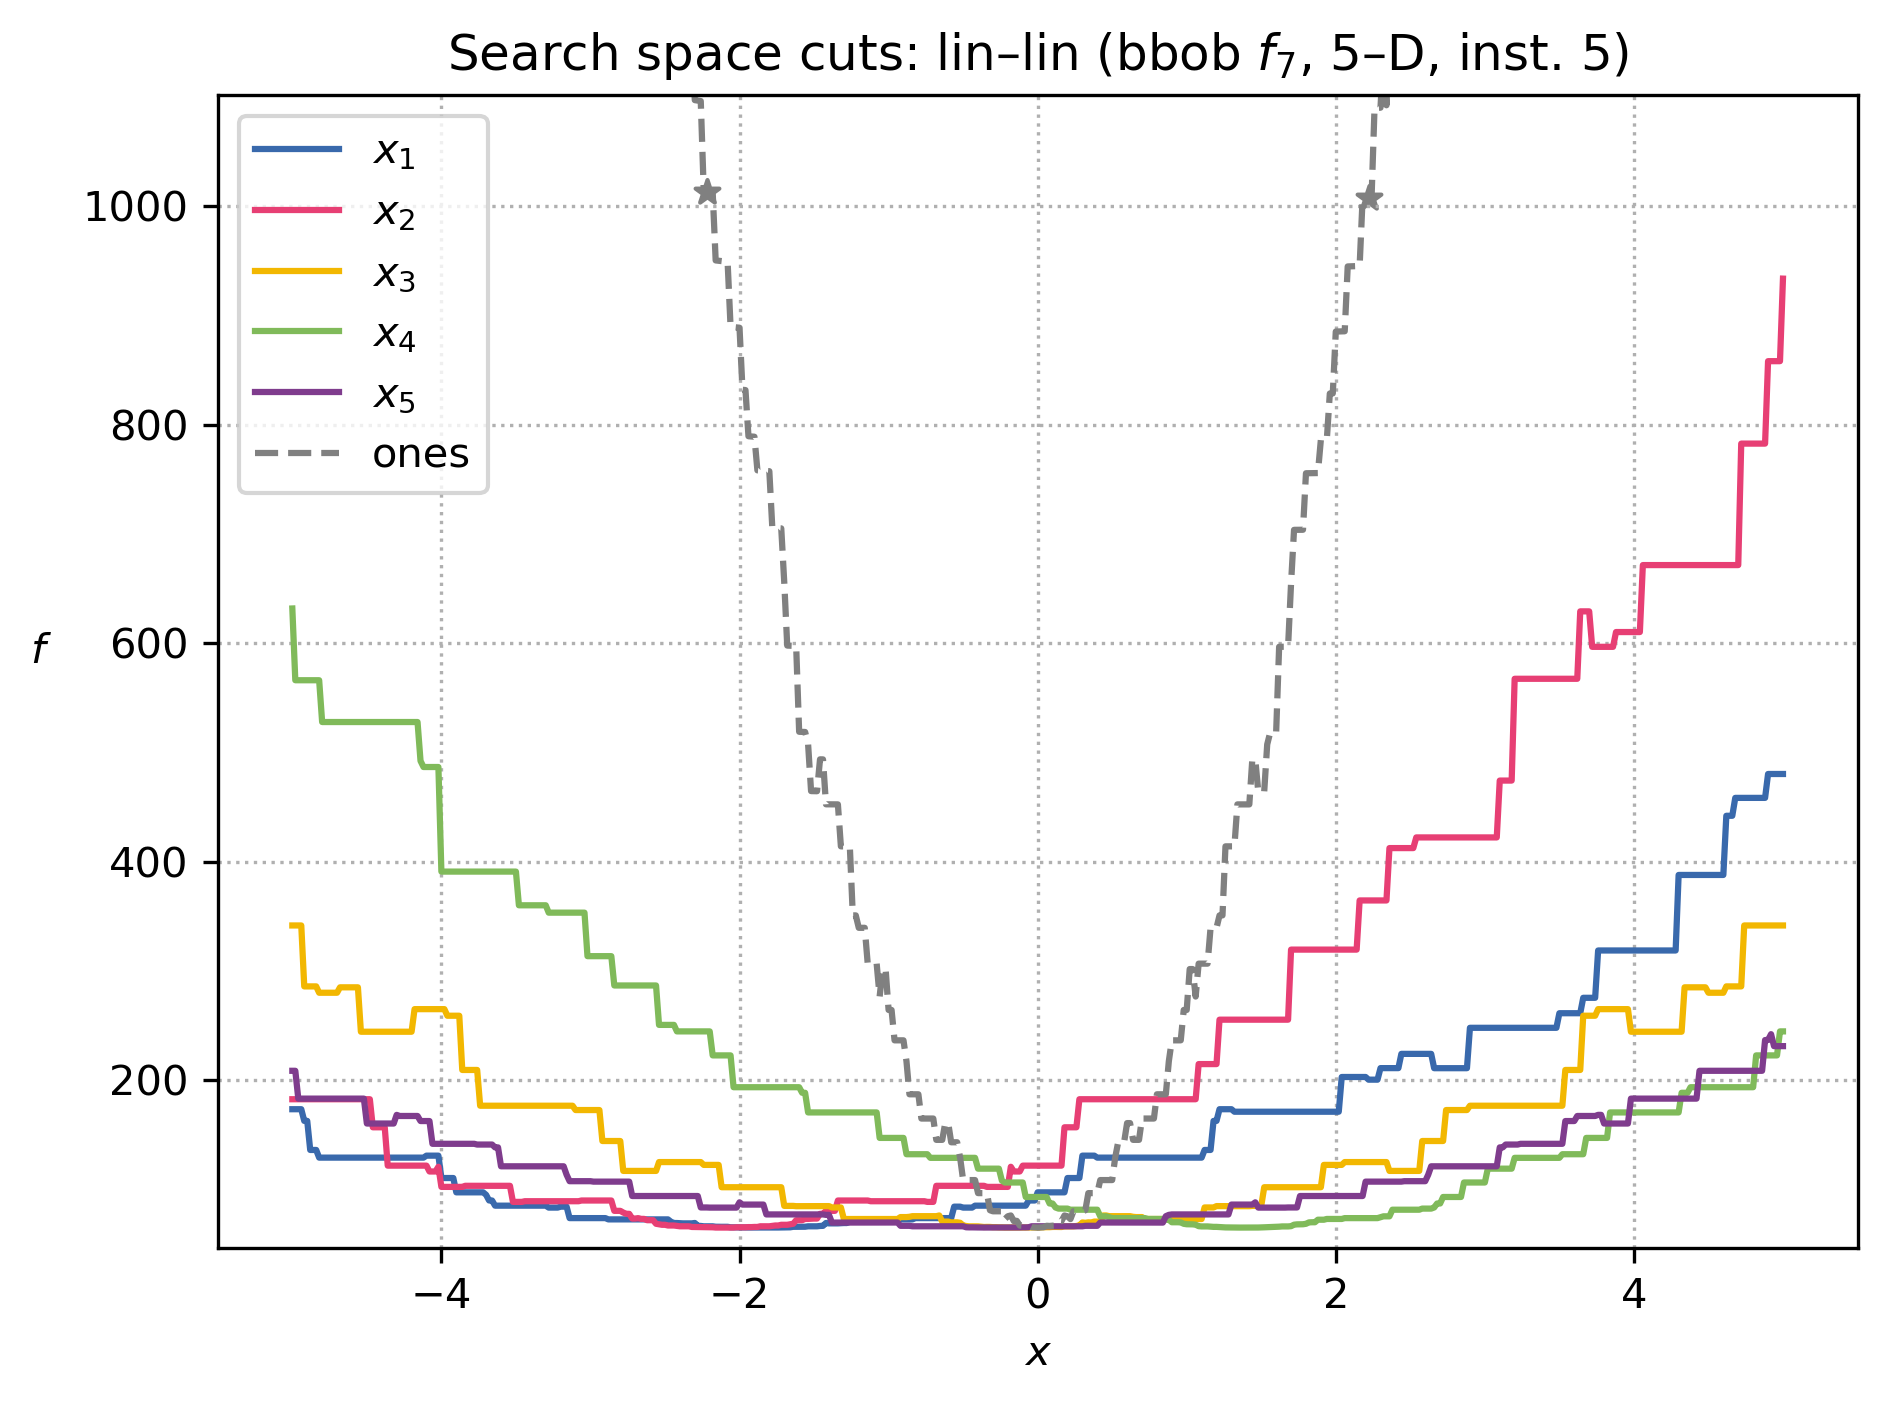 Search space cuts: lin–lin (bbob f₇, 5–D, inst. 5)
x₁
x₂
x₃
x₄
x₅
ones
1000
800
600
400
200
f
−4
−2
0
2
4
x